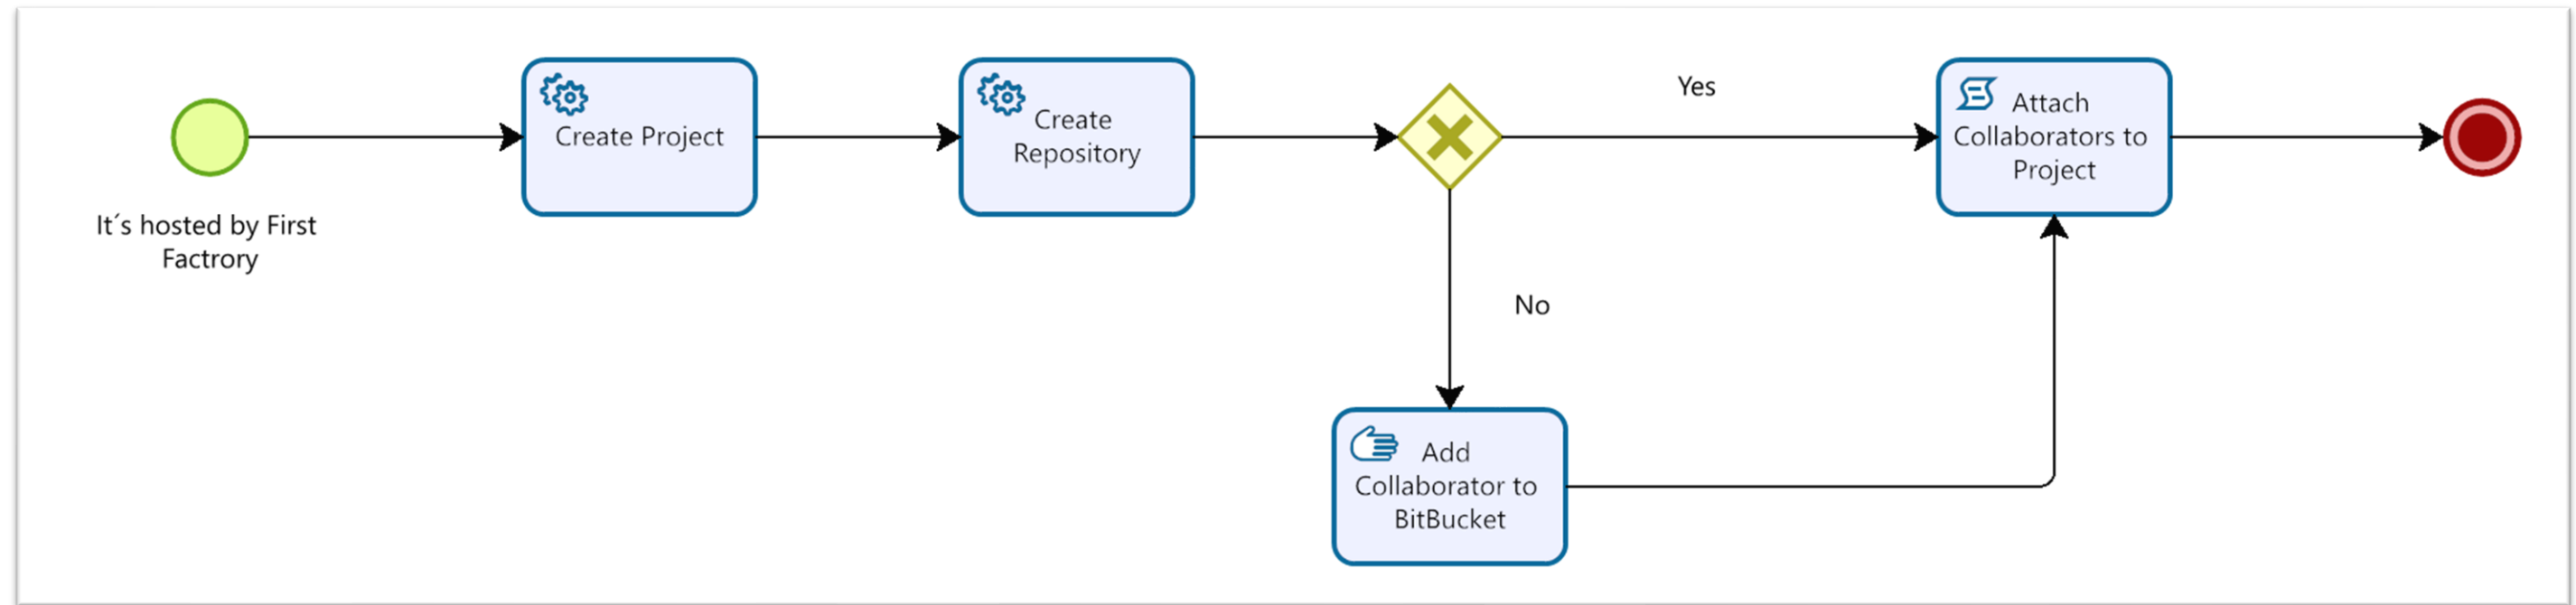 It´s hosted by First
Factrory
Create Project
Create
Repository
Yes
No
Add
Collaborator to
BitBucket
Attach
Collaborators to
Project